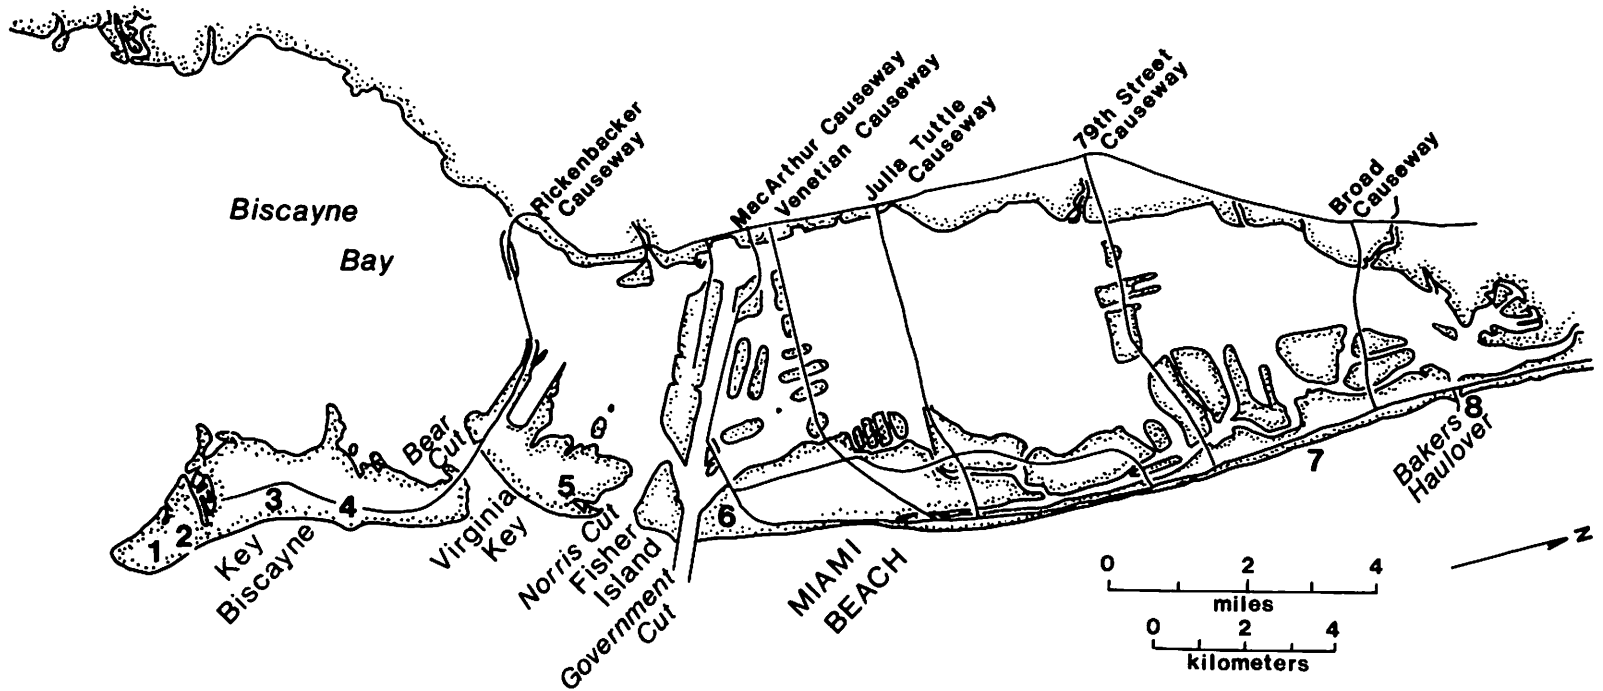 Biscayne
Bay
Rickenbacker
Causeway
MacArthur Causeway
Venetian Causeway
Julia Tuttle
Causeway
79th Street
Causeway
Broad
Causeway
Bear
Cut
1
2
3
4
5
6
7
8
Key
Biscayne
Virginia
Key
Norris Cut
Fisher
Island
Government
Cut
MIAMI
BEACH
Bakers
Haulover
N
0 2 4
miles
0 2 4
kilometers